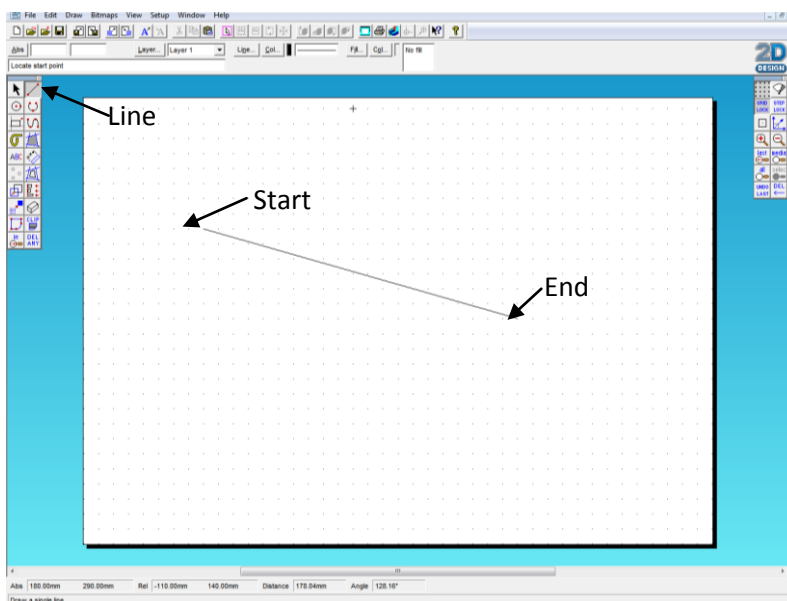 File Edit Draw Bitmaps View Setup Window Help
Abs Layer... Layer 1 Line... Col... Fill... Col... No fill
2D
DESIGN
Locate start point
Line
GRID LOCK STEP LOCK
ABC
Start
UNDO LAST DEL
CLIP
DEL ANY
End
Abs 180.00mm 290.00mm Rel -110.00mm 140.00mm Distance 178.04mm Angle 128.16°
Draw a single line